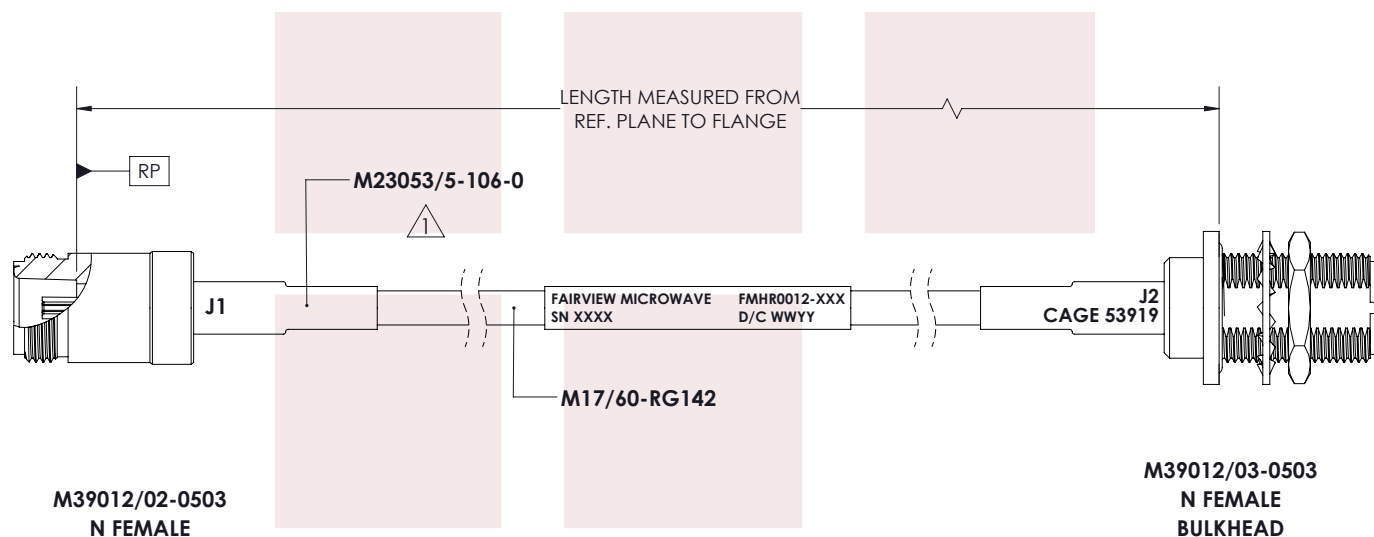 LENGTH MEASURED FROM
REF. PLANE TO FLANGE
RP
M23053/5-106-0
1
J1
FAIRVIEW MICROWAVE FMHR0012-XXX
SN XXXX D/C WWYY
J2
CAGE 53919
M17/60-RG142
M39012/02-0503
N FEMALE
M39012/03-0503
N FEMALE
BULKHEAD